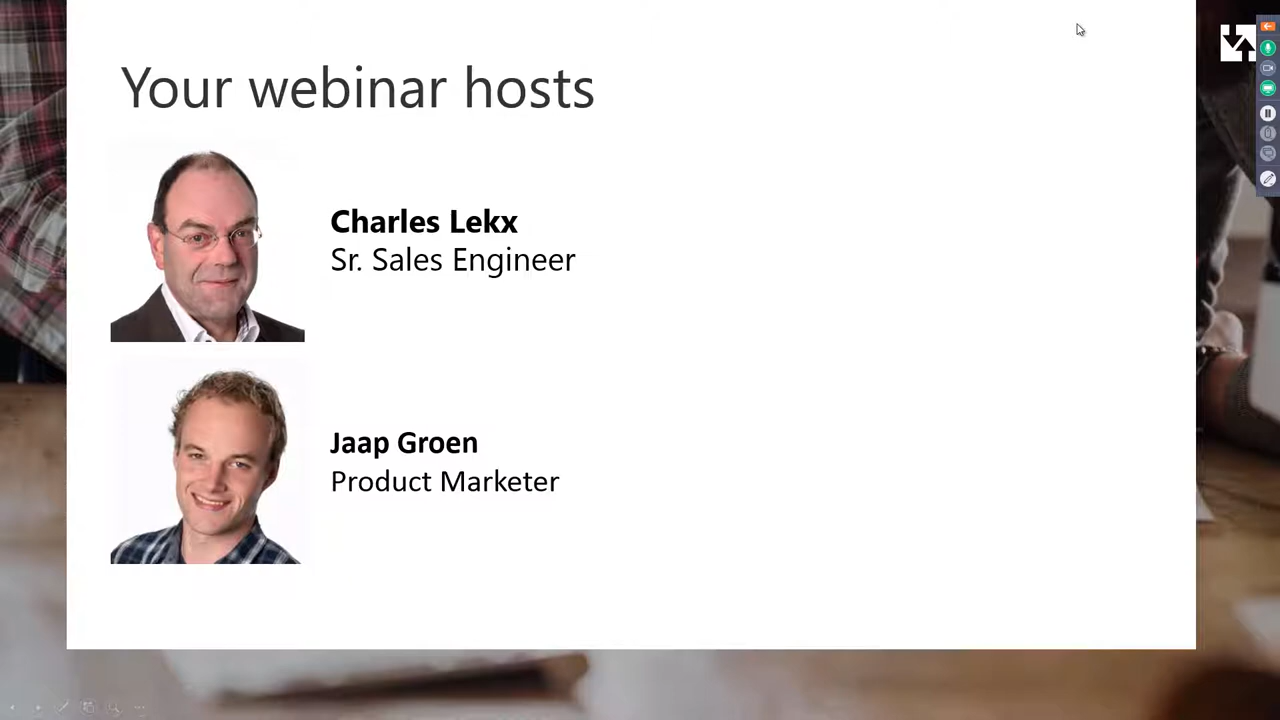 Your webinar hosts
Charles Lekx
Sr. Sales Engineer
Jaap Groen
Product Marketer